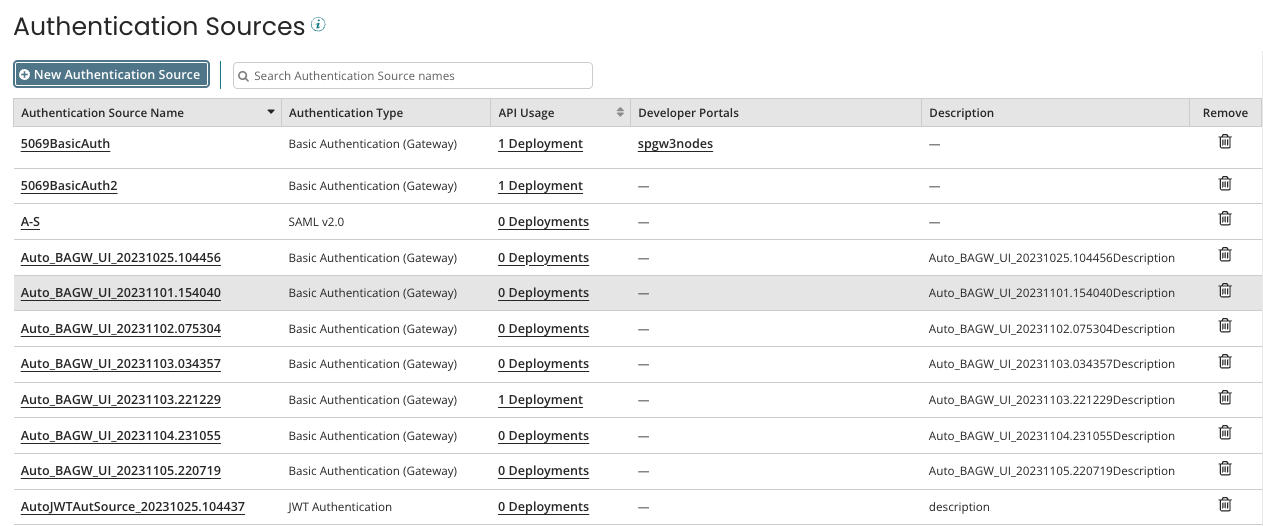 Authentication Sources
New Authentication Source
Search Authentication Source names
Authentication Source Name Authentication Type API Usage Developer Portals Description Remove
5069BasicAuth Basic Authentication (Gateway) 1 Deployment spgw3nodes —
5069BasicAuth2 Basic Authentication (Gateway) 1 Deployment — —
A-S SAML v2.0 0 Deployments — —
Auto_BAGW_UI_20231025.104456 Basic Authentication (Gateway) 0 Deployments — Auto_BAGW_UI_20231025.104456Description
Auto_BAGW_UI_20231101.154040 Basic Authentication (Gateway) 0 Deployments — Auto_BAGW_UI_20231101.154040Description
Auto_BAGW_UI_20231102.075304 Basic Authentication (Gateway) 0 Deployments — Auto_BAGW_UI_20231102.075304Description
Auto_BAGW_UI_20231103.034357 Basic Authentication (Gateway) 0 Deployments — Auto_BAGW_UI_20231103.034357Description
Auto_BAGW_UI_20231103.221229 Basic Authentication (Gateway) 1 Deployment — Auto_BAGW_UI_20231103.221229Description
Auto_BAGW_UI_20231104.231055 Basic Authentication (Gateway) 0 Deployments — Auto_BAGW_UI_20231104.231055Description
Auto_BAGW_UI_20231105.220719 Basic Authentication (Gateway) 0 Deployments — Auto_BAGW_UI_20231105.220719Description
AutoJWTAutSource_20231025.104437 JWT Authentication 0 Deployments — description